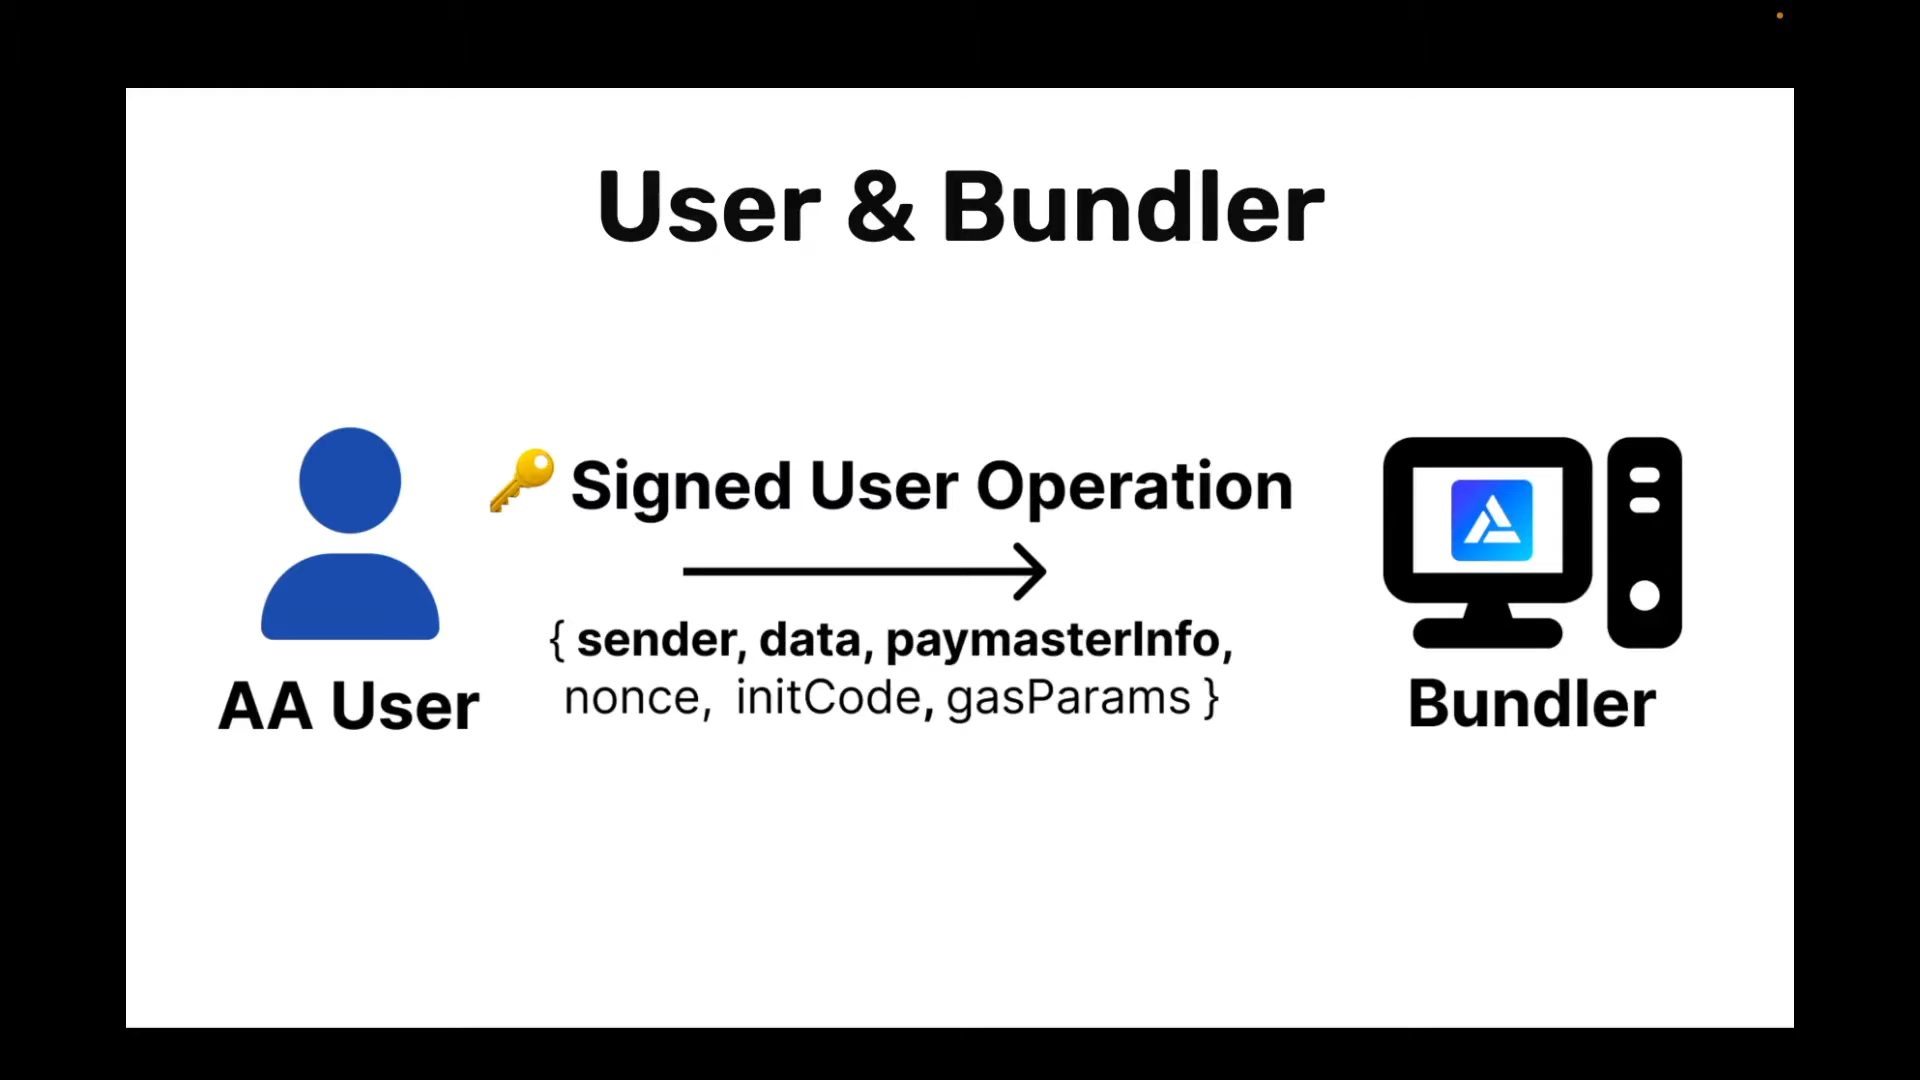 User & Bundler
Signed User Operation
{ sender, data, paymasterInfo,
nonce, initCode, gasParams }
AA User
Bundler